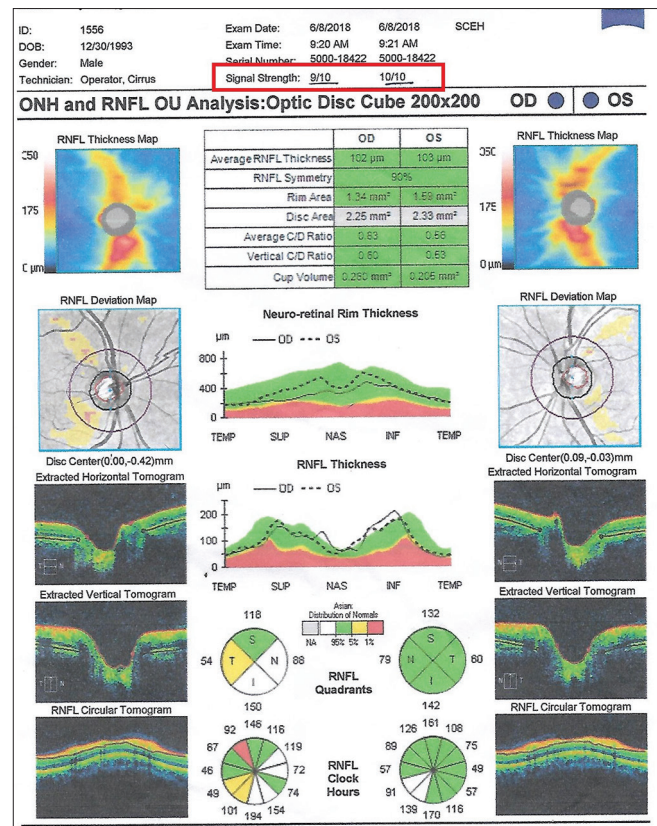 ID: 1556 Exam Date: 6/8/2018 6/8/2018 SCEH
DOB: 12/30/1993 Exam Time: 9:20 AM 9:21 AM
Gender: Male Serial Number: 5000-18422 5000-18422
Technician: Operator, Cirrus Signal Strength: 9/10 10/10
ONH and RNFL OU Analysis:Optic Disc Cube 200x200 OD OS
RNFL Thickness Map
175
µm
OD OS
Average RNFL Thickness 102 µm 103 µm
RNFL Symmetry 90%
Rim Area 1.34 mm² 1.59 mm²
Disc Area 2.25 mm² 2.33 mm²
Average C/D Ratio 0.63 0.56
Vertical C/D Ratio 0.60 0.53
Cup Volume 0.280 mm³ 0.205 mm³
RNFL Thickness Map
175
0 µm
RNFL Deviation Map
Disc Center(0.00,-0.42)mm
Neuro-retinal Rim Thickness
µm OD OS
800
400
0
TEMP SUP NAS INF TEMP
RNFL Deviation Map
Disc Center(0.09,-0.03)mm
Extracted Horizontal Tomogram
T N
RNFL Thickness
µm OD OS
200
100
0
TEMP SUP NAS INF TEMP
Extracted Horizontal Tomogram
Extracted Vertical Tomogram
Asian:
Distribution of Normals
NA 95% 5% 1%
118
54 S T N I 88
150
RNFL
Quadrants
132
79 S N T I 60
142
Extracted Vertical Tomogram
RNFL Circular Tomogram
92 146 116
87 119
46 72
49 74
101 194 154
RNFL
Clock
Hours
126 161 108
89 75
57 49
91 57
139 170 116
RNFL Circular Tomogram